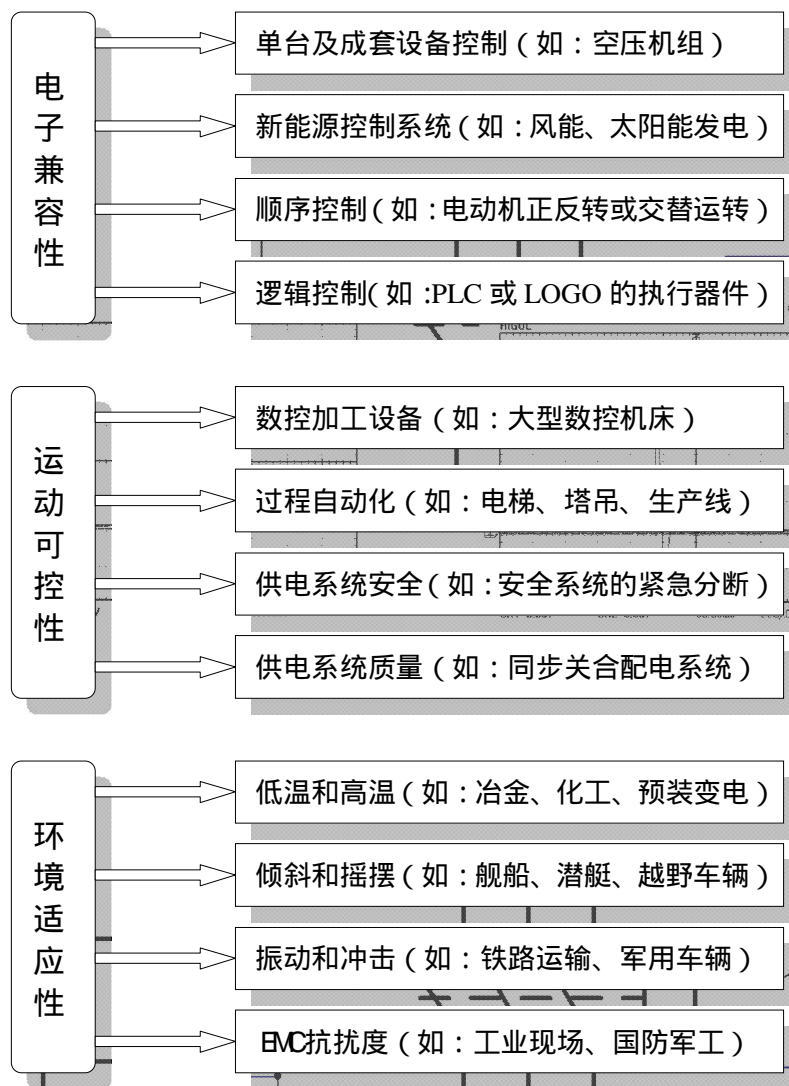 电子兼容性
单台及成套设备控制（如：空压机组）
新能源控制系统（如：风能、太阳能发电）
顺序控制（如：电动机正反转或交替运转）
逻辑控制（如：PLC 或 LOGO 的执行器件）
运动可控性
数控加工设备（如：大型数控机床）
过程自动化（如：电梯、塔吊、生产线）
供电系统安全（如：安全系统的紧急分断）
供电系统质量（如：同步关合配电系统）
环境适应性
低温和高温（如：冶金、化工、预装变电）
倾斜和摇摆（如：舰船、潜艇、越野车辆）
振动和冲击（如：铁路运输、军用车辆）
EMC抗扰度（如：工业现场、国防军工）